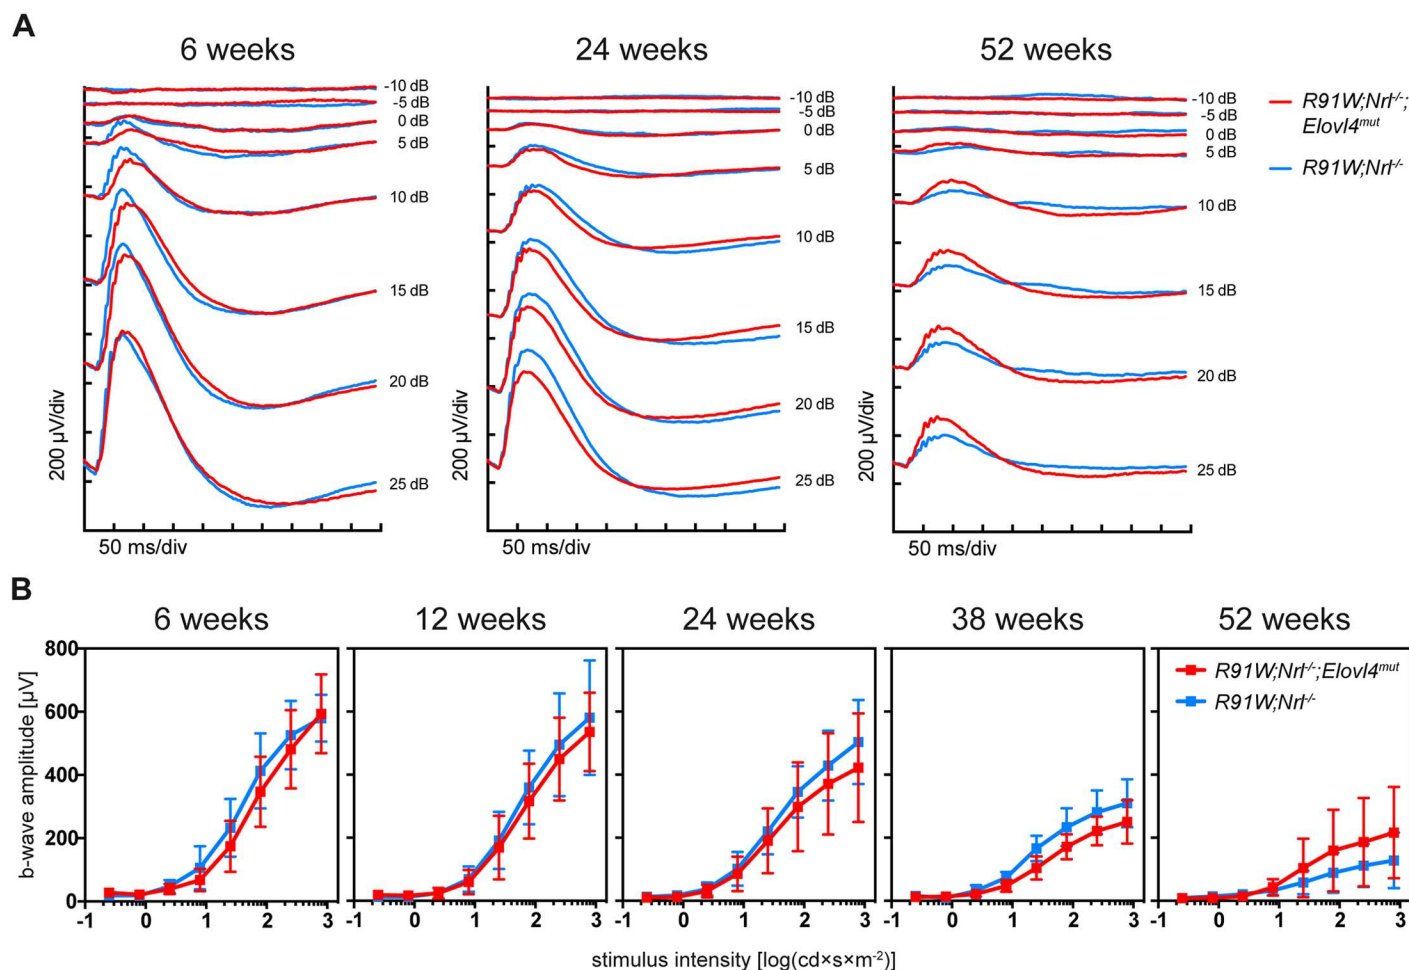 A
6 weeks
24 weeks
52 weeks
-10 dB
-5 dB
0 dB
5 dB
10 dB
15 dB
20 dB
25 dB
200 µV/div
50 ms/div
-10 dB
-5 dB
0 dB
5 dB
10 dB
15 dB
20 dB
25 dB
200 µV/div
50 ms/div
-10 dB
-5 dB
0 dB
5 dB
10 dB
15 dB
20 dB
25 dB
200 µV/div
50 ms/div
R91W;Nrl-/-;
Elovl4mut
R91W;Nrl-/-
B
6 weeks
12 weeks
24 weeks
38 weeks
52 weeks
b-wave amplitude [µV]
800
600
400
200
0
R91W;Nrl-/-;Elovl4mut
R91W;Nrl-/-
-1 0 1 2 3
-1 0 1 2 3
-1 0 1 2 3
-1 0 1 2 3
-1 0 1 2 3
stimulus intensity [log(cd×s×m-2)]